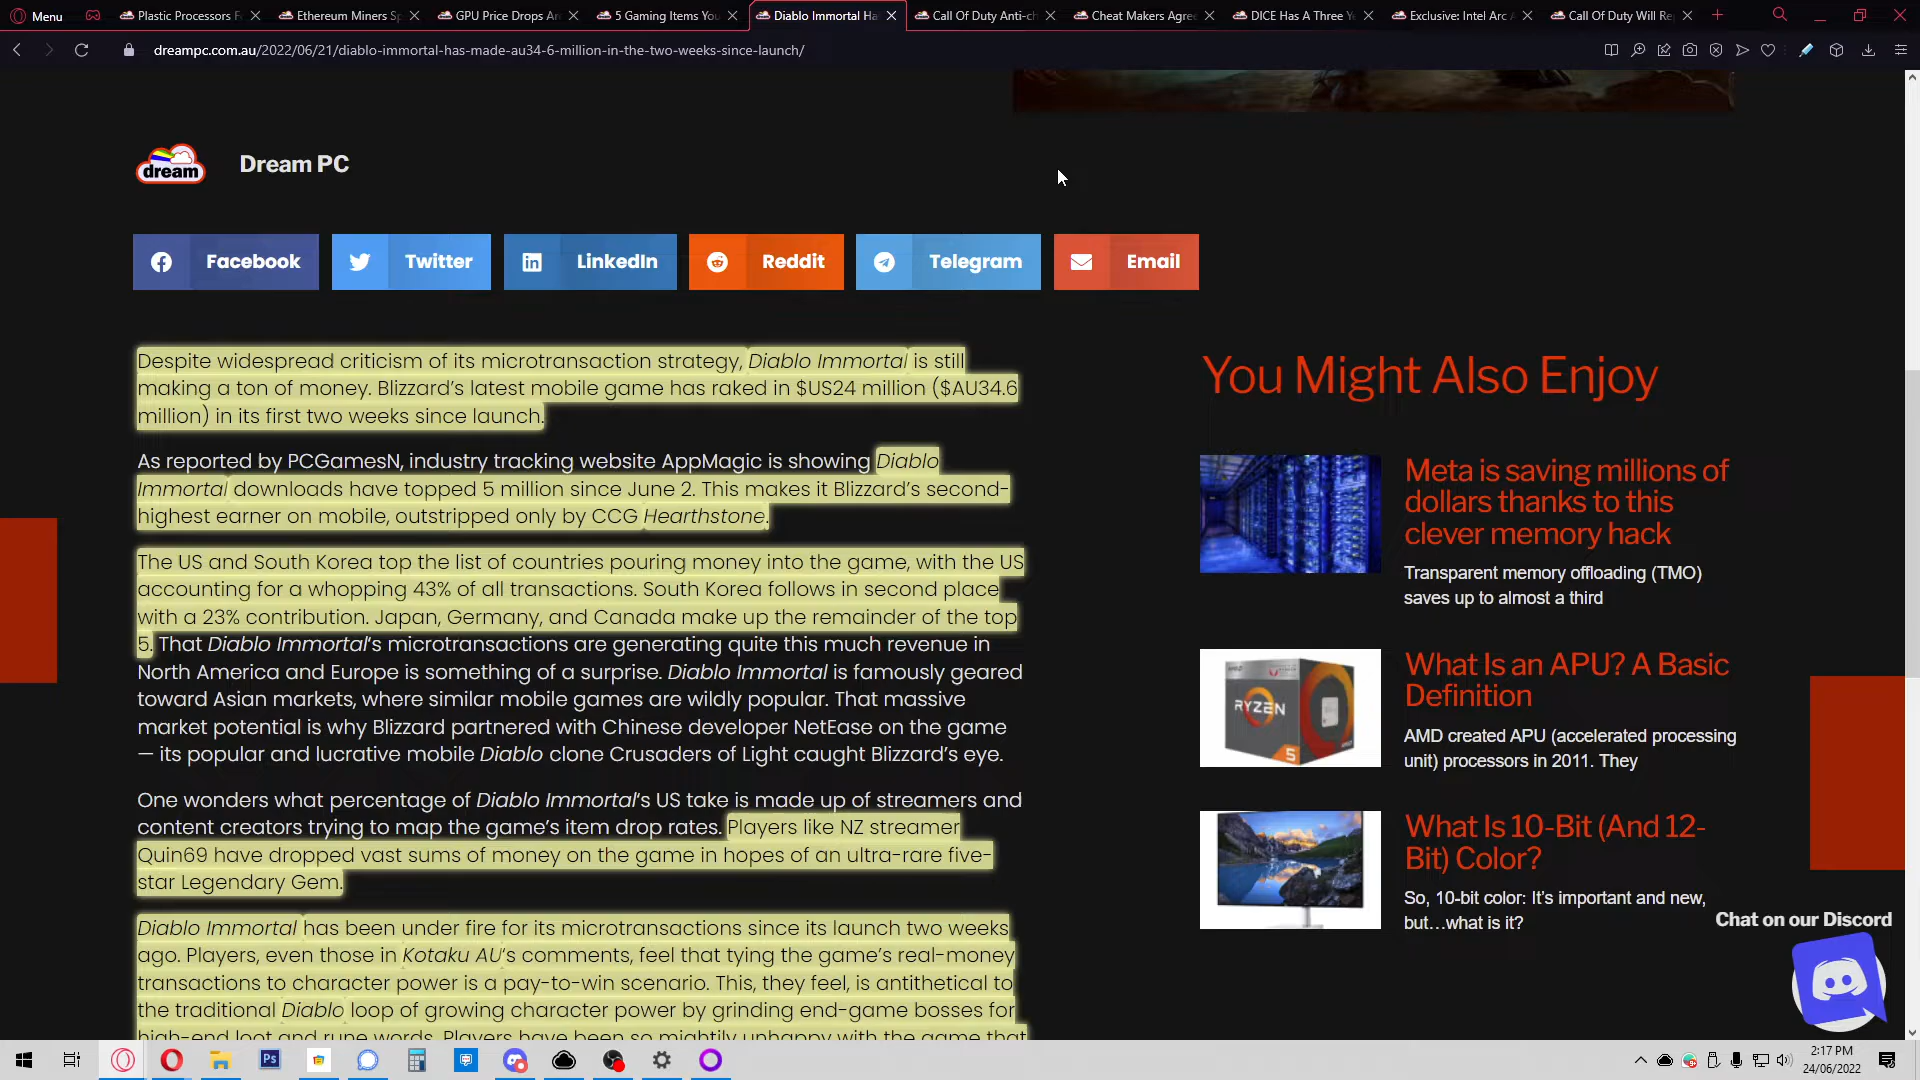 Menu
Plastic Processors F
Ethereum Miners Sp
GPU Price Drops Ar
5 Gaming Items You
Diablo Immortal Ha
Call Of Duty Anti-ch
Cheat Makers Agree
DICE Has A Three Ye
Exclusive: Intel Arc A
Call Of Duty Will Re
dreampc.com.au/2022/06/21/diablo-immortal-has-made-au34-6-million-in-the-two-weeks-since-launch/
dream
Dream PC
Facebook
Twitter
LinkedIn
Reddit
Telegram
Email
Despite widespread criticism of its microtransaction strategy, Diablo Immortal is still
making a ton of money. Blizzard’s latest mobile game has raked in $US24 million ($AU34.6
million) in its first two weeks since launch.
As reported by PCGamesN, industry tracking website AppMagic is showing Diablo
Immortal downloads have topped 5 million since June 2. This makes it Blizzard’s second-
highest earner on mobile, outstripped only by CCG Hearthstone.
The US and South Korea top the list of countries pouring money into the game, with the US
accounting for a whopping 43% of all transactions. South Korea follows in second place
with a 23% contribution. Japan, Germany, and Canada make up the remainder of the top
5. That Diablo Immortal’s microtransactions are generating quite this much revenue in
North America and Europe is something of a surprise. Diablo Immortal is famously geared
toward Asian markets, where similar mobile games are wildly popular. That massive
market potential is why Blizzard partnered with Chinese developer NetEase on the game
— its popular and lucrative mobile Diablo clone Crusaders of Light caught Blizzard’s eye.
One wonders what percentage of Diablo Immortal’s US take is made up of streamers and
content creators trying to map the game’s item drop rates. Players like NZ streamer
Quin69 have dropped vast sums of money on the game in hopes of an ultra-rare five-
star Legendary Gem.
Diablo Immortal has been under fire for its microtransactions since its launch two weeks
ago. Players, even those in Kotaku AU’s comments, feel that tying the game’s real-money
transactions to character power is a pay-to-win scenario. This, they feel, is antithetical to
the traditional Diablo loop of growing character power by grinding end-game bosses for
high-end loot and rune words. Players have been so mightily unhappy with the game that
You Might Also Enjoy
Meta is saving millions of
dollars thanks to this
clever memory hack
Transparent memory offloading (TMO)
saves up to almost a third
RYZEN
5
What Is an APU? A Basic
Definition
AMD created APU (accelerated processing
unit) processors in 2011. They
What Is 10-Bit (And 12-
Bit) Color?
So, 10-bit color: It’s important and new,
but…what is it?
Chat on our Discord
Ps
2:17 PM
24/06/2022